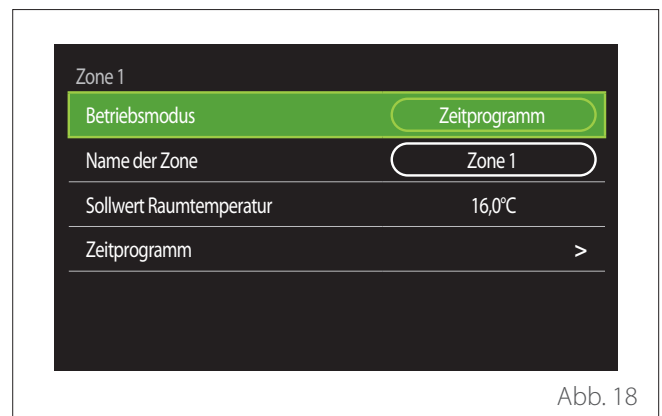 Zone 1
Betriebsmodus Zeitprogramm
Name der Zone Zone 1
Sollwert Raumtemperatur 16,0°C
Zeitprogramm >
Abb. 18